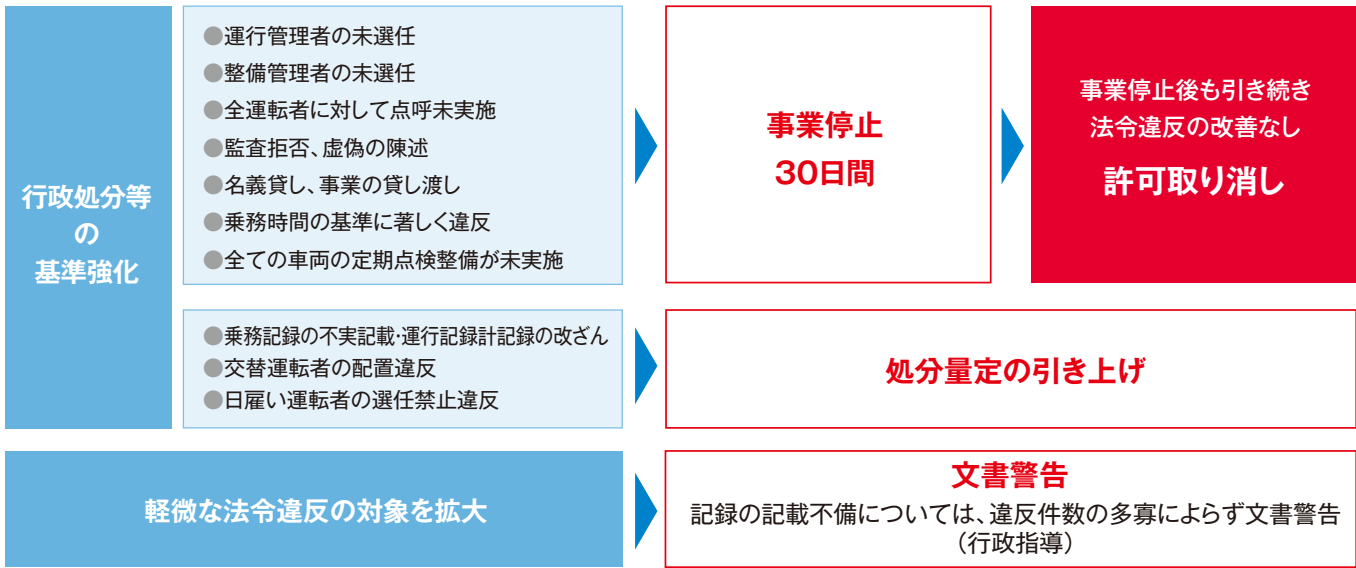 行政処分等
の
基準強化
●運行管理者の未選任
●整備管理者の未選任
●全運転者に対して点呼未実施
●監査拒否、虚偽の陳述
●名義貸し、事業の貸し渡し
●乗務時間の基準に著しく違反
●全ての車両の定期点検整備が未実施
事業停止
30日間
事業停止後も引き続き
法令違反の改善なし
許可取り消し
●乗務記録の不実記載・運行記録計記録の改ざん
●交替運転者の配置違反
●日雇い運転者の選任禁止違反
処分量定の引き上げ
軽微な法令違反の対象を拡大
文書警告
記録の記載不備については、違反件数の多寡によらず文書警告
（行政指導）